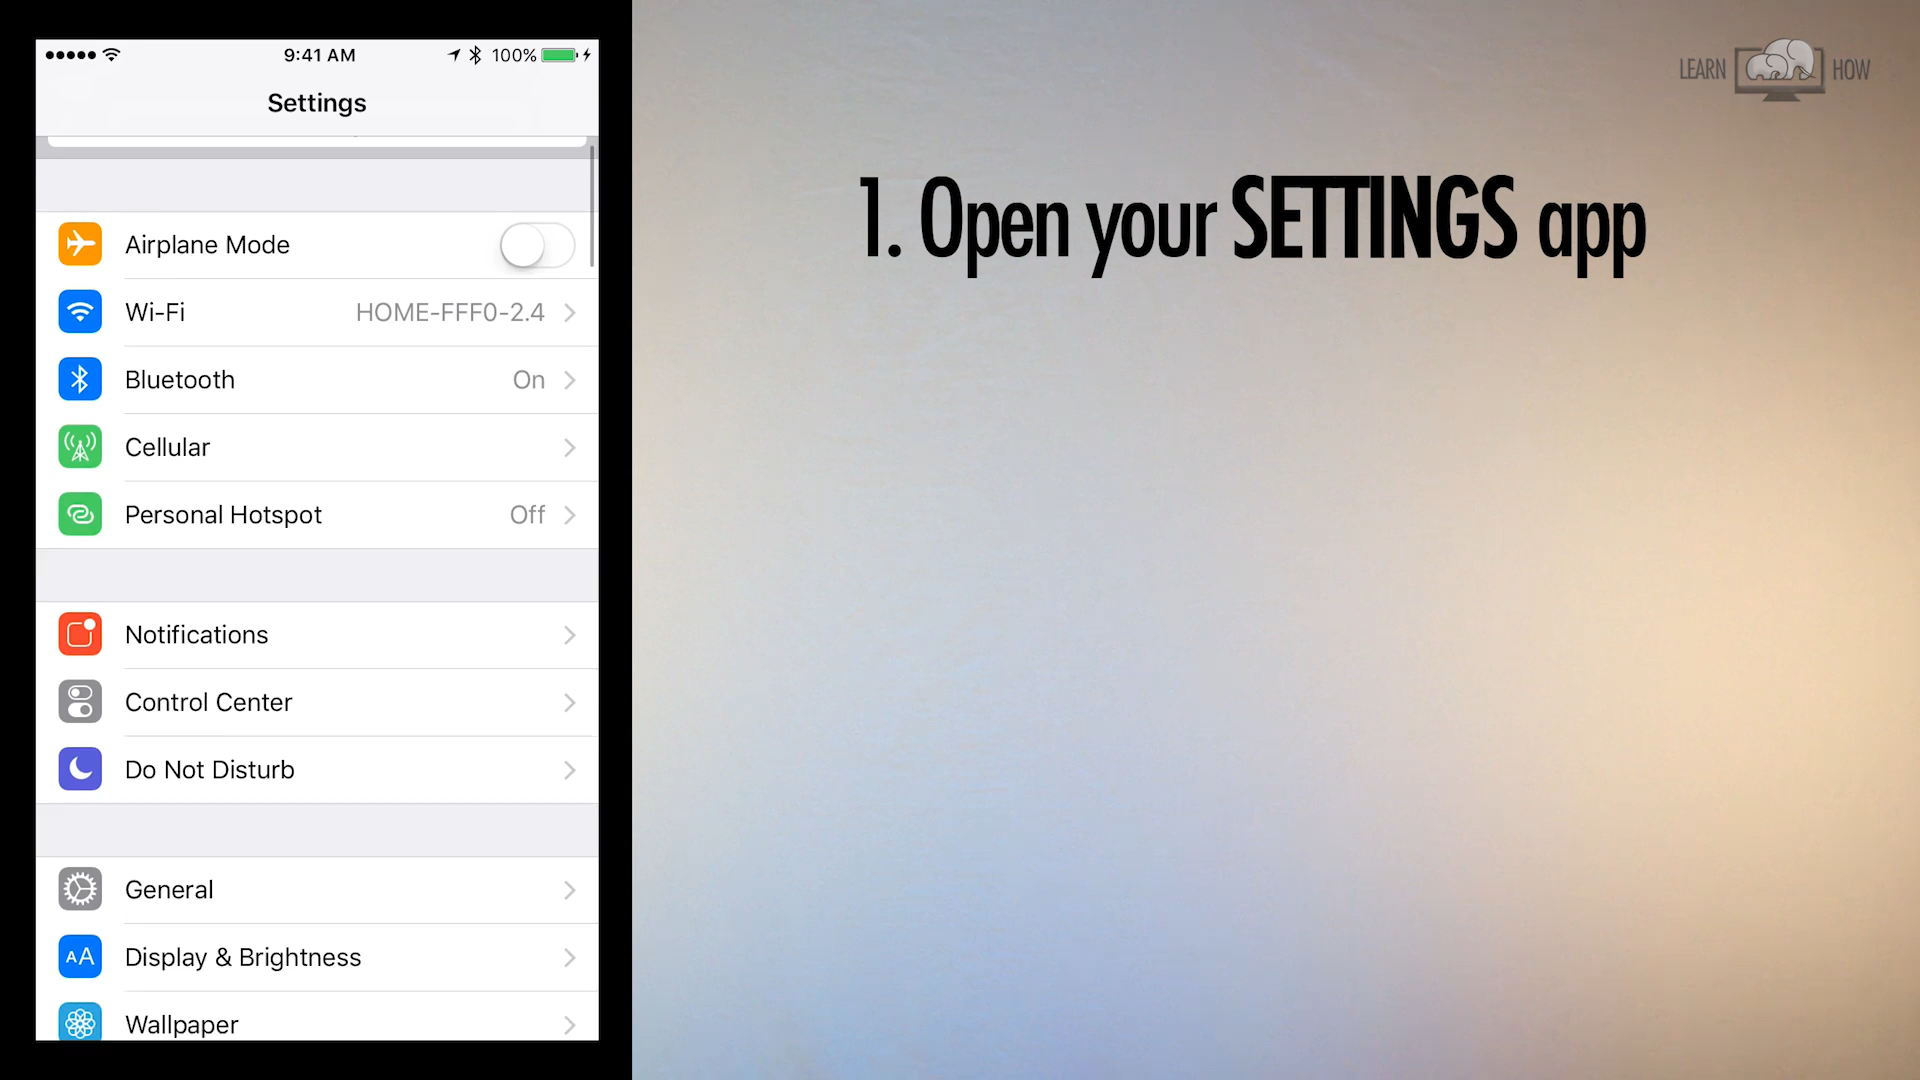 9:41 AM
100%
Settings
Airplane Mode
Wi-Fi HOME-FFF0-2.4
Bluetooth On
Cellular
Personal Hotspot Off
Notifications
Control Center
Do Not Disturb
General
AA Display & Brightness
Wallpaper
LEARN HOW
1. Open your SETTINGS app